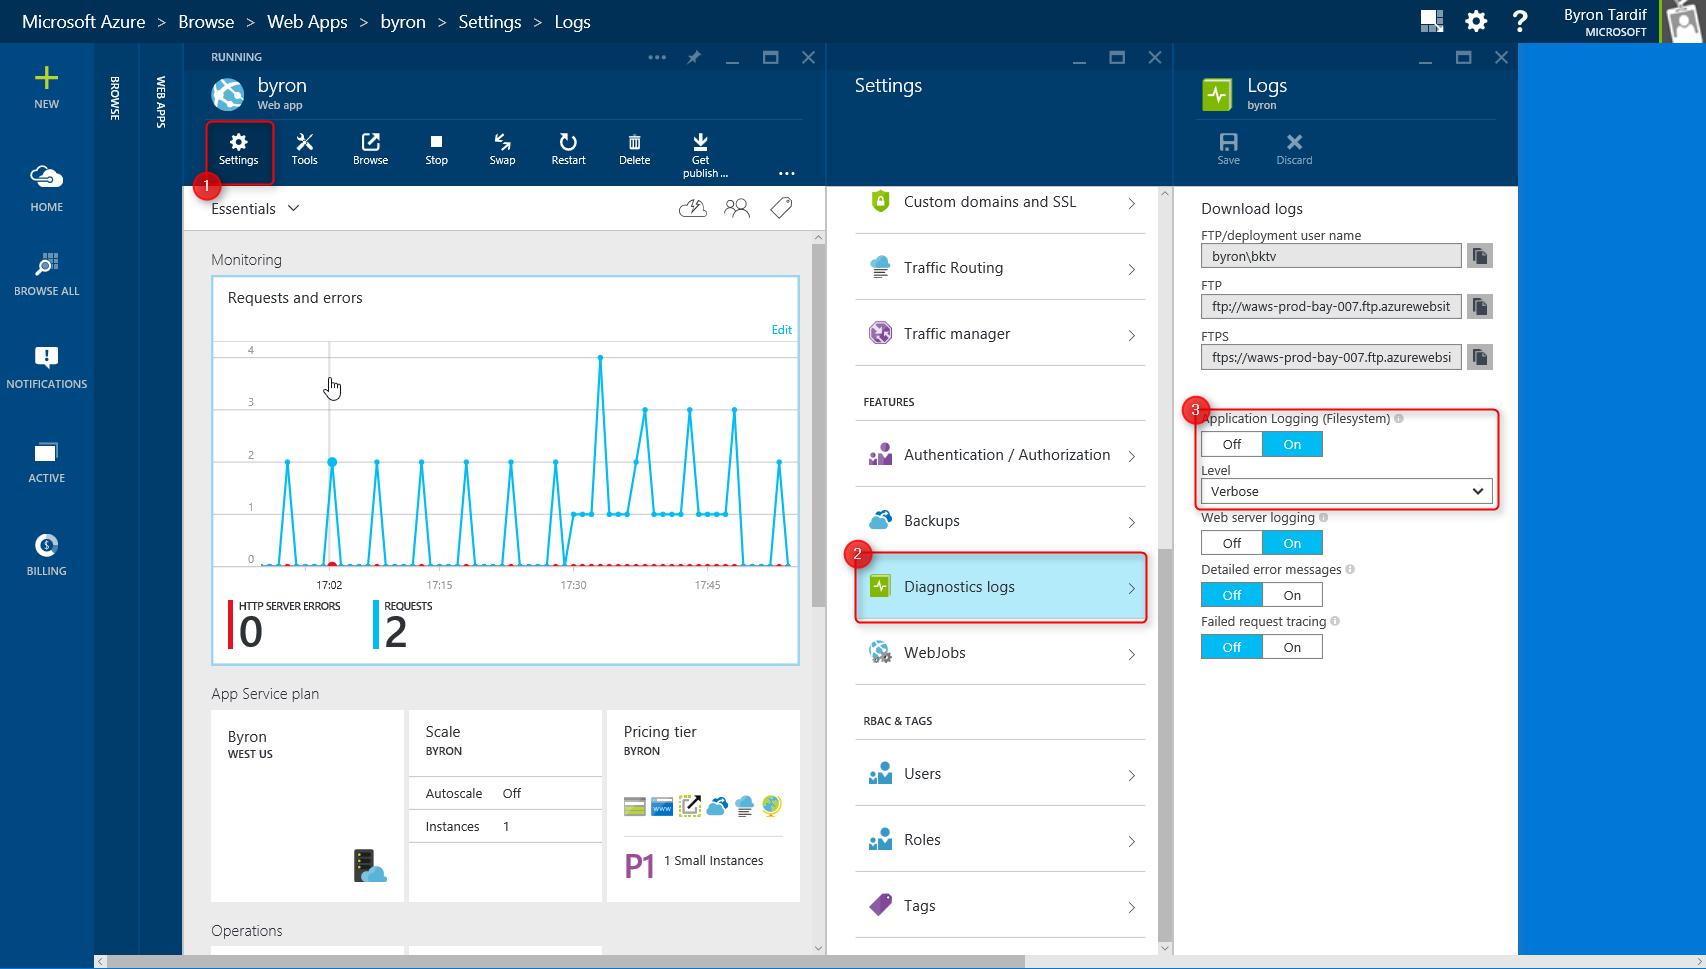 Microsoft Azure > Browse > Web Apps > byron > Settings > Logs
Byron Tardif
MICROSOFT
NEW
HOME
BROWSE ALL
NOTIFICATIONS
ACTIVE
BILLING
BROWSE
WEB APPS
RUNNING
byron
Web app
Settings
Tools
Browse
Stop
Swap
Restart
Delete
Get
publish ...
1
Essentials
Monitoring
Requests and errors
Edit
4
3
2
1
0
17:02
17:15
17:30
17:45
HTTP SERVER ERRORS
0
REQUESTS
2
App Service plan
Byron
WEST US
Scale
BYRON
Autoscale Off
Instances 1
Pricing tier
BYRON
www
P1 1 Small Instances
Operations
Settings
Custom domains and SSL
Traffic Routing
Traffic manager
FEATURES
Authentication / Authorization
Backups
2
Diagnostics logs
WebJobs
RBAC & TAGS
Users
Roles
Tags
Logs
byron
Save
Discard
Download logs
FTP/deployment user name
byron\bktv
FTP
ftp://waws-prod-bay-007.ftp.azurewebsit
FTPS
ftps://waws-prod-bay-007.ftp.azurewebsi
3
Application Logging (Filesystem)
Off On
Level
Verbose
Web server logging
Off On
Detailed error messages
Off On
Failed request tracing
Off On